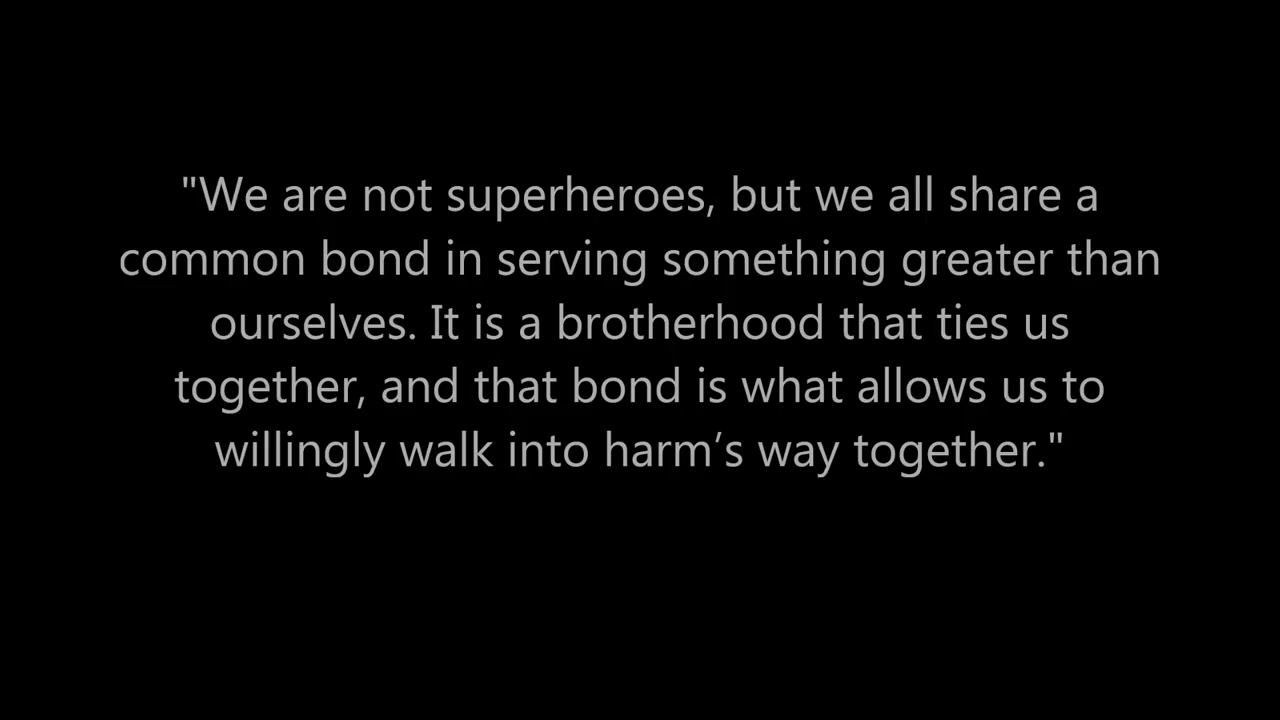 "We are not superheroes, but we all share a
common bond in serving something greater than
ourselves. It is a brotherhood that ties us
together, and that bond is what allows us to
willingly walk into harm’s way together."